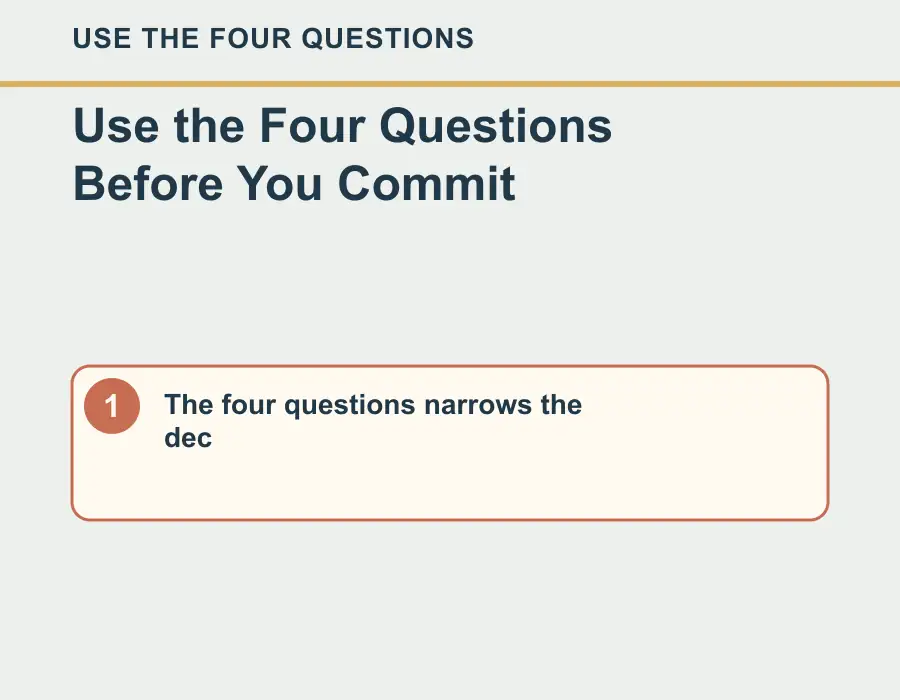 USE THE FOUR QUESTIONS
Use the Four Questions
Before You Commit
1
The four questions narrows the
dec